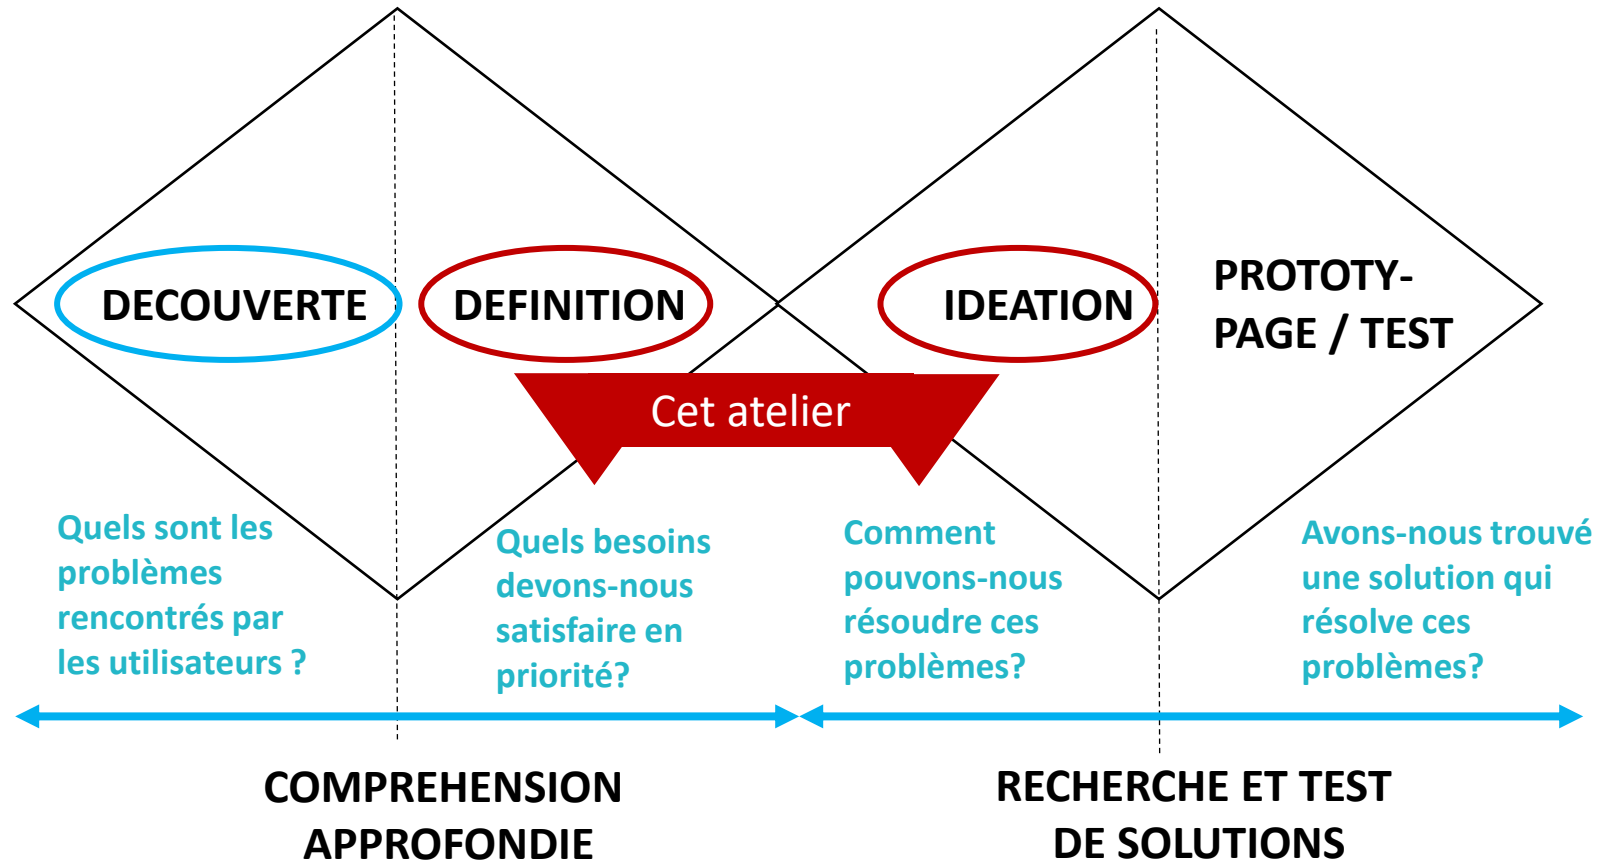 DECOUVERTE
DEFINITION
IDEATION
PROTOTY-
PAGE / TEST
Cet atelier
Quels sont les
problèmes
rencontrés par
les utilisateurs ?
Quels besoins
devons-nous
satisfaire en
priorité?
Comment
pouvons-nous
résoudre ces
problèmes?
Avons-nous trouvé
une solution qui
résolve ces
problèmes?
COMPREHENSION
APPROFONDIE
RECHERCHE ET TEST
DE SOLUTIONS